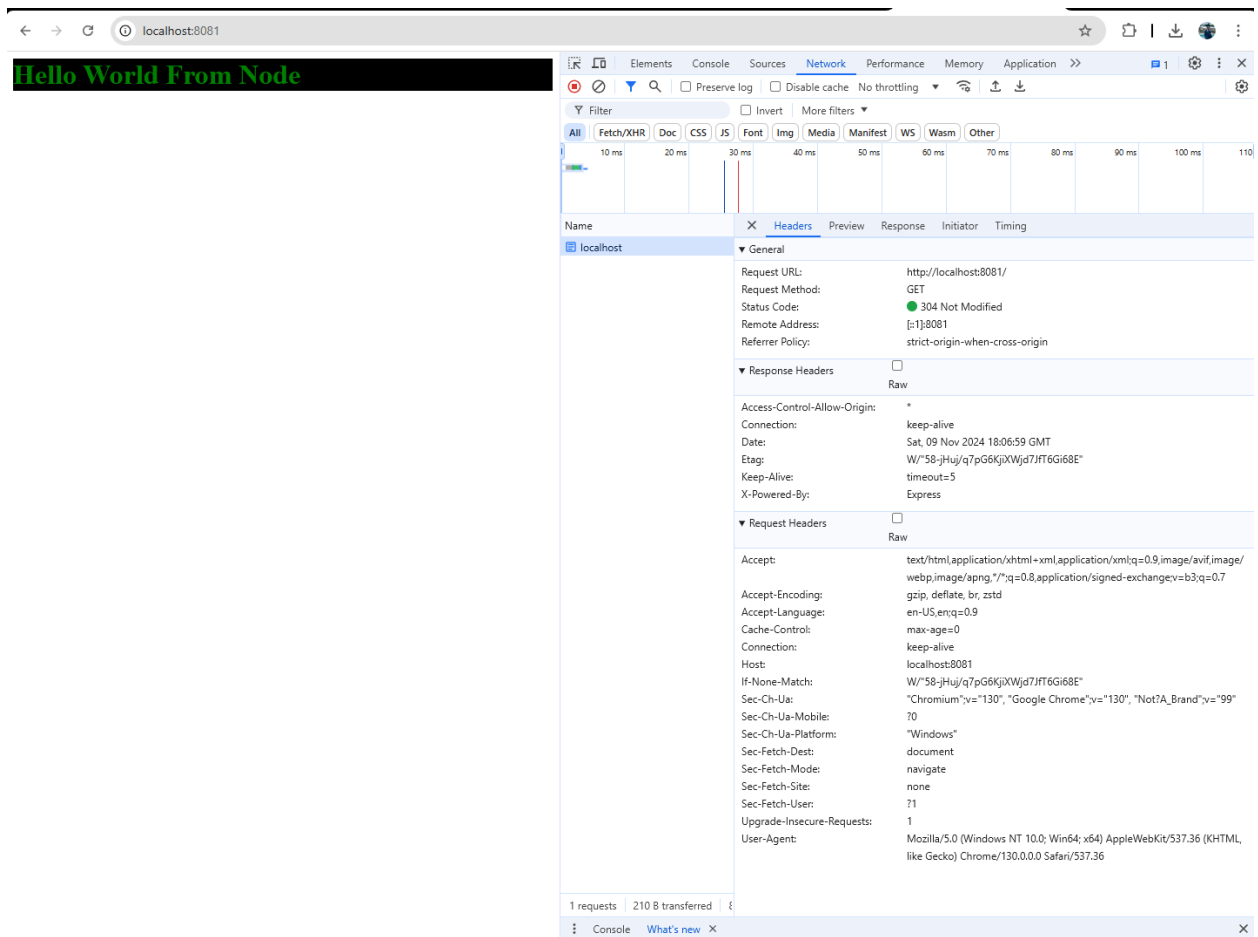 localhost:8081
Hello World From Node
Elements Console Sources Network Performance Memory Application 1
Preserve log Disable cache No throttling
Filter Invert More filters
All Fetch/XHR Doc CSS JS Font Img Media Manifest WS Wasm Other
10 ms 20 ms 30 ms 40 ms 50 ms 60 ms 70 ms 80 ms 90 ms 100 ms 110
Name
localhost
Headers Preview Response Initiator Timing
General
Request URL: http://localhost:8081/
Request Method: GET
Status Code: 304 Not Modified
Remote Address: [::1]:8081
Referrer Policy: strict-origin-when-cross-origin
Response Headers
Raw
Access-Control-Allow-Origin: *
Connection: keep-alive
Date: Sat, 09 Nov 2024 18:06:59 GMT
Etag: W/"58-jHuj/q7pG6KjiXWjd7JfT6Gi68E"
Keep-Alive: timeout=5
X-Powered-By: Express
Request Headers
Raw
Accept: text/html,application/xhtml+xml,application/xml;q=0.9,image/avif,image/
webp,image/apng,*/*;q=0.8,application/signed-exchange;v=b3;q=0.7
Accept-Encoding: gzip, deflate, br, zstd
Accept-Language: en-US,en;q=0.9
Cache-Control: max-age=0
Connection: keep-alive
Host: localhost:8081
If-None-Match: W/"58-jHuj/q7pG6KjiXWjd7JfT6Gi68E"
Sec-Ch-Ua: "Chromium";v="130", "Google Chrome";v="130", "Not?A_Brand";v="99"
Sec-Ch-Ua-Mobile: ?0
Sec-Ch-Ua-Platform: "Windows"
Sec-Fetch-Dest: document
Sec-Fetch-Mode: navigate
Sec-Fetch-Site: none
Sec-Fetch-User: ?1
Upgrade-Insecure-Requests: 1
User-Agent: Mozilla/5.0 (Windows NT 10.0; Win64; x64) AppleWebKit/537.36 (KHTML,
like Gecko) Chrome/130.0.0.0 Safari/537.36
1 requests 210 B transferred
Console What's new